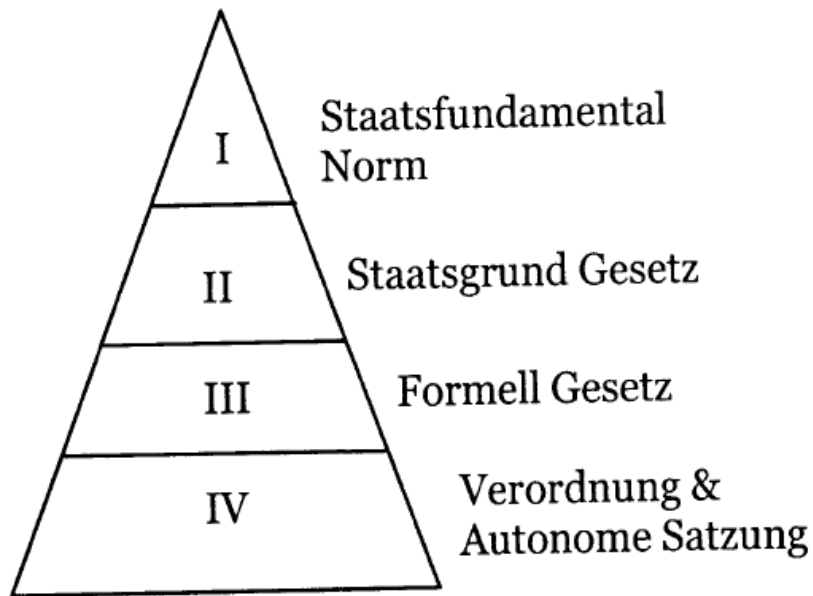 I
Staatsfundamental
Norm
II
Staatsgrund Gesetz
III
Formell Gesetz
IV
Verordnung &
Autonome Satzung